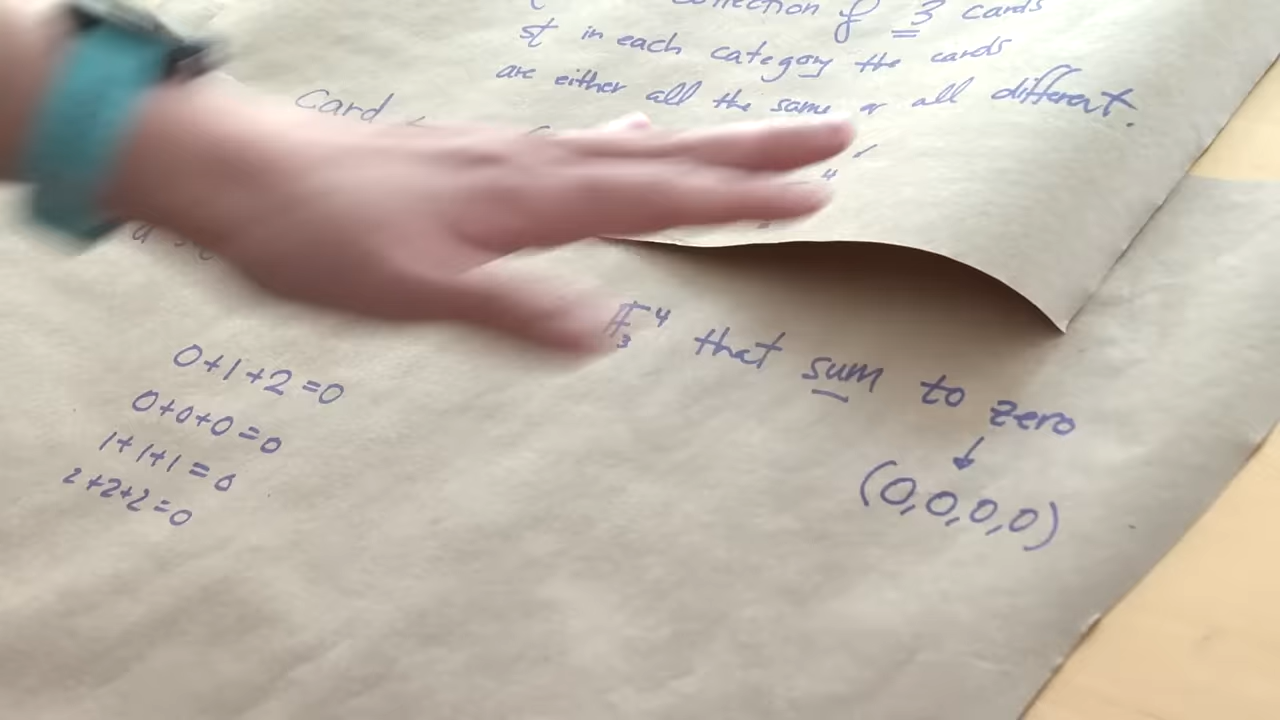 collection of 3 cards
st in each category the cards
are either all the same or all different.
Card
4
F₃⁴ that sum to zero
(0,0,0,0)
0+1+2=0
0+0+0=0
1+1+1=0
2+2+2=0